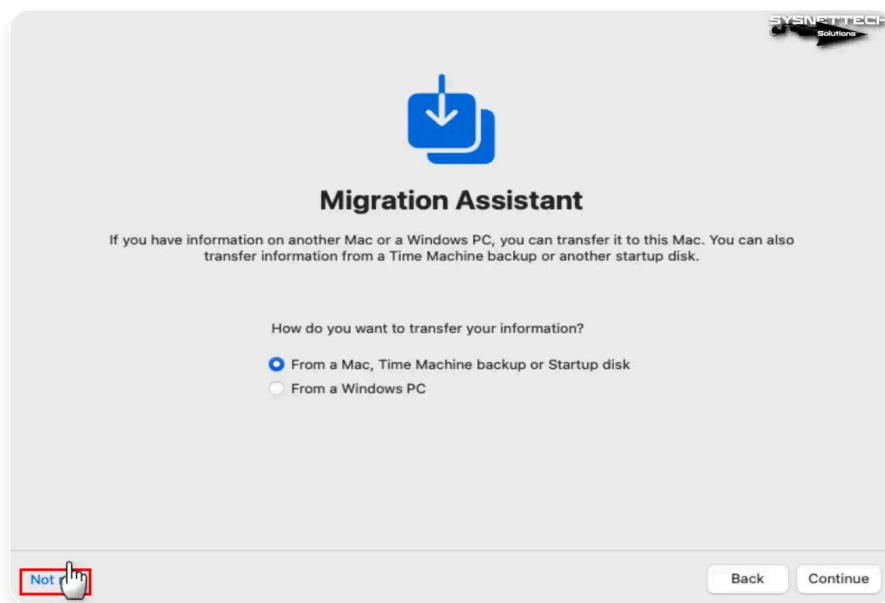 SYSNETTECH
Solutions
Migration Assistant
If you have information on another Mac or a Windows PC, you can transfer it to this Mac. You can also
transfer information from a Time Machine backup or another startup disk.
How do you want to transfer your information?
From a Mac, Time Machine backup or Startup disk
From a Windows PC
Not
Back
Continue